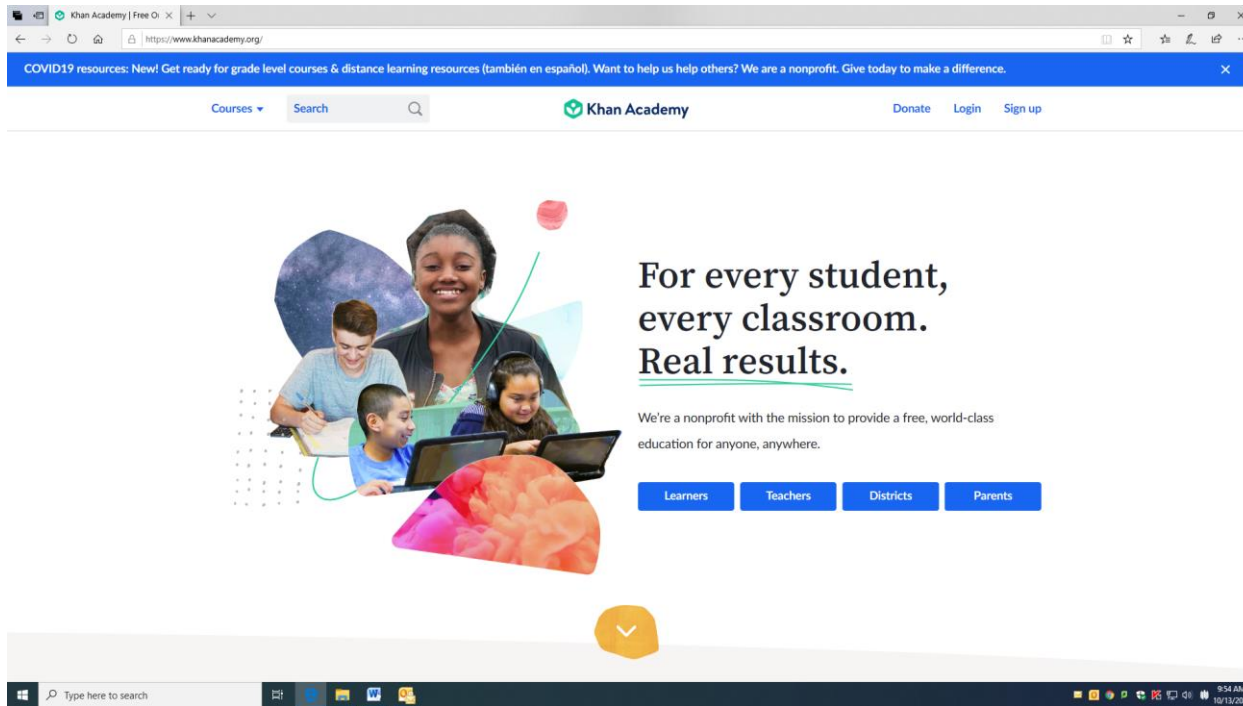 Khan Academy | Free O
https://www.khanacademy.org/
COVID19 resources: New! Get ready for grade level courses & distance learning resources (también en español). Want to help us help others? We are a nonprofit. Give today to make a difference.
Courses
Search
Khan Academy
Donate
Login
Sign up
For every student,
every classroom.
Real results.
We're a nonprofit with the mission to provide a free, world-class
education for anyone, anywhere.
Learners
Teachers
Districts
Parents
Type here to search
9:54 AM
10/13/20